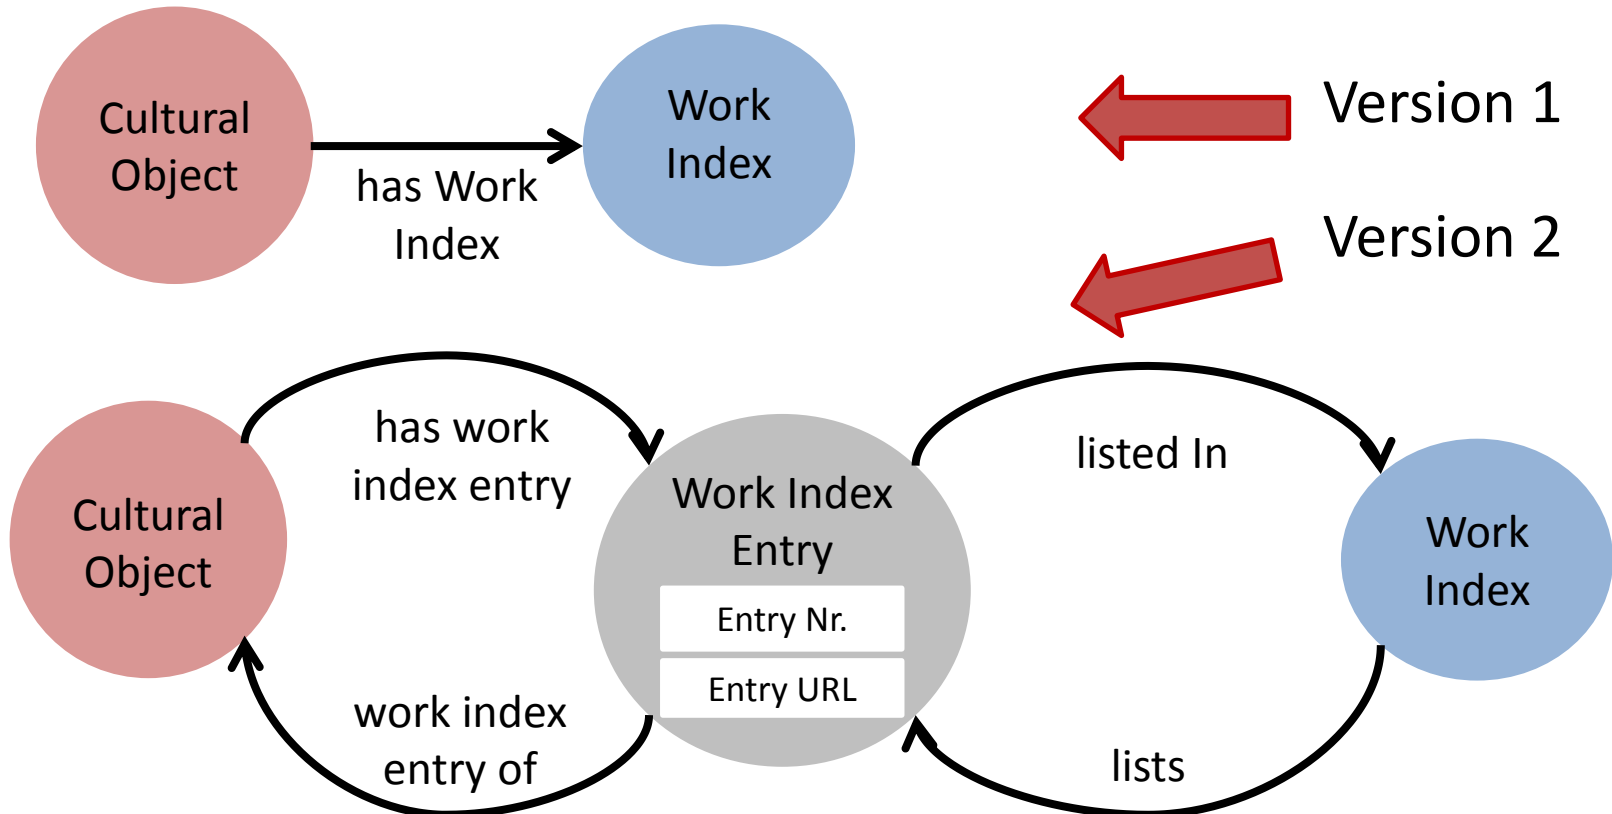 Cultural
Object
has Work
Index
Work
Index
Version 1
Version 2
Cultural
Object
has work
index entry
work index
entry of
Work Index
Entry
Entry Nr.
Entry URL
listed In
lists
Work
Index